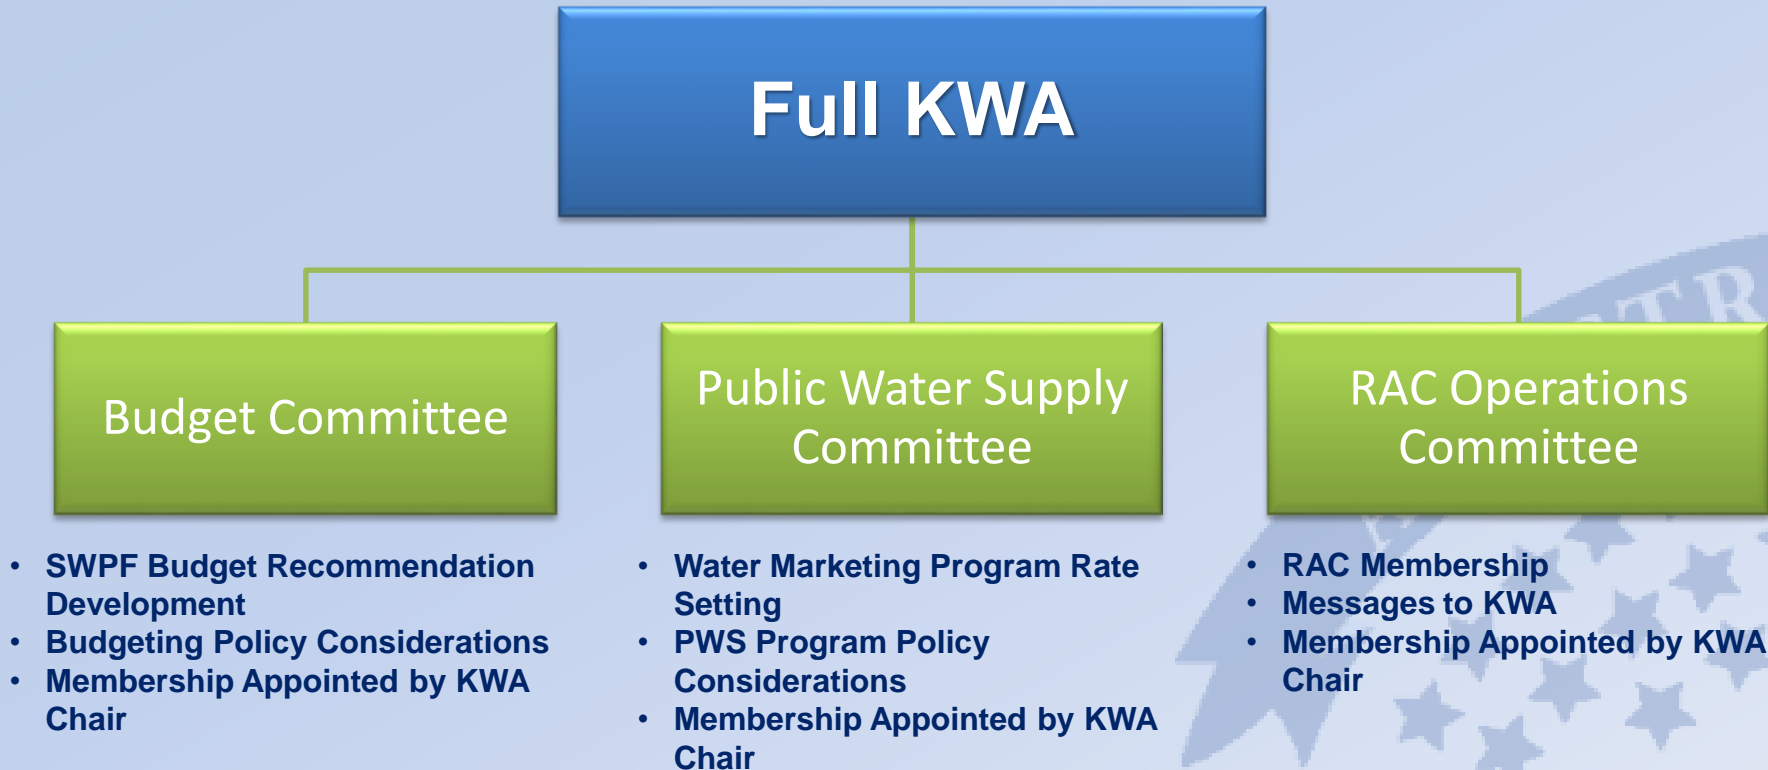 Full KWA
Budget Committee
Public Water Supply
Committee
RAC Operations
Committee
• SWPF Budget Recommendation
Development
• Budgeting Policy Considerations
• Membership Appointed by KWA
Chair
• Water Marketing Program Rate
Setting
• PWS Program Policy
Considerations
• Membership Appointed by KWA
Chair
• RAC Membership
• Messages to KWA
• Membership Appointed by KWA
Chair